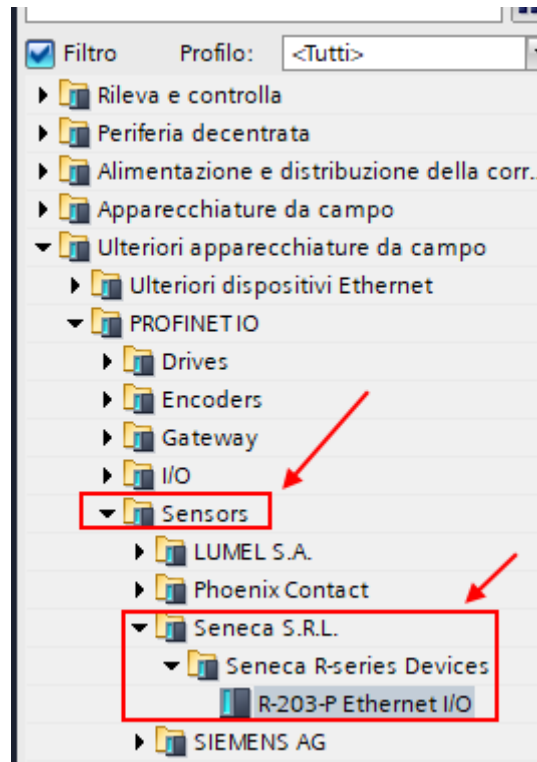 Filtro Profilo: <Tutti>
Rileva e controlla
Periferia decentrata
Alimentazione e distribuzione della corr..
Apparecchiature da campo
Ulteriori apparecchiature da campo
Ulteriori dispositivi Ethernet
PROFINET IO
Drives
Encoders
Gateway
I/O
Sensors
LUMEL S.A.
Phoenix Contact
Seneca S.R.L.
Seneca R-series Devices
R-203-P Ethernet I/O
SIEMENS AG